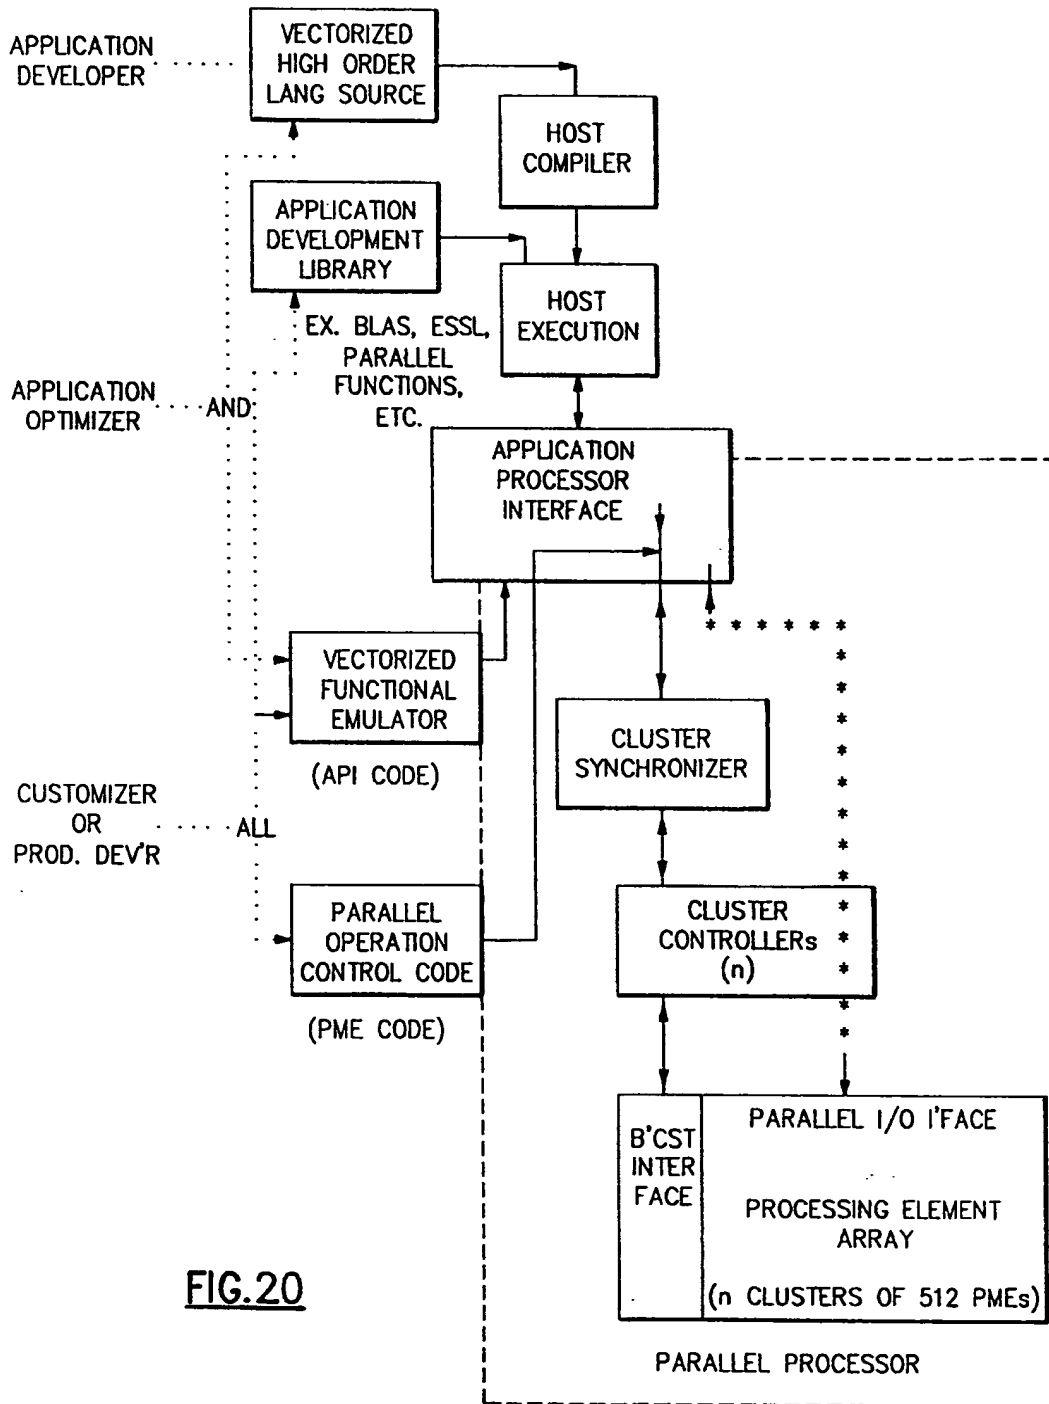 APPLICATION
DEVELOPER
VECTORIZED
HIGH ORDER
LANG SOURCE
HOST
COMPILER
APPLICATION
DEVELOPMENT
LIBRARY
HOST
EXECUTION
EX. BLAS, ESSL,
PARALLEL
FUNCTIONS,
ETC.
APPLICATION
OPTIMIZER
AND
APPLICATION
PROCESSOR
INTERFACE
VECTORIZED
FUNCTIONAL
EMULATOR
(API CODE)
CLUSTER
SYNCHRONIZER
CUSTOMIZER
OR
PROD. DEV'R
ALL
PARALLEL
OPERATION
CONTROL CODE
(PME CODE)
CLUSTER
CONTROLLERs
(n)
B'CST
INTER
FACE
PARALLEL I/O I'FACE
PROCESSING ELEMENT
ARRAY
(n CLUSTERS OF 512 PMEs)
FIG.20
PARALLEL PROCESSOR